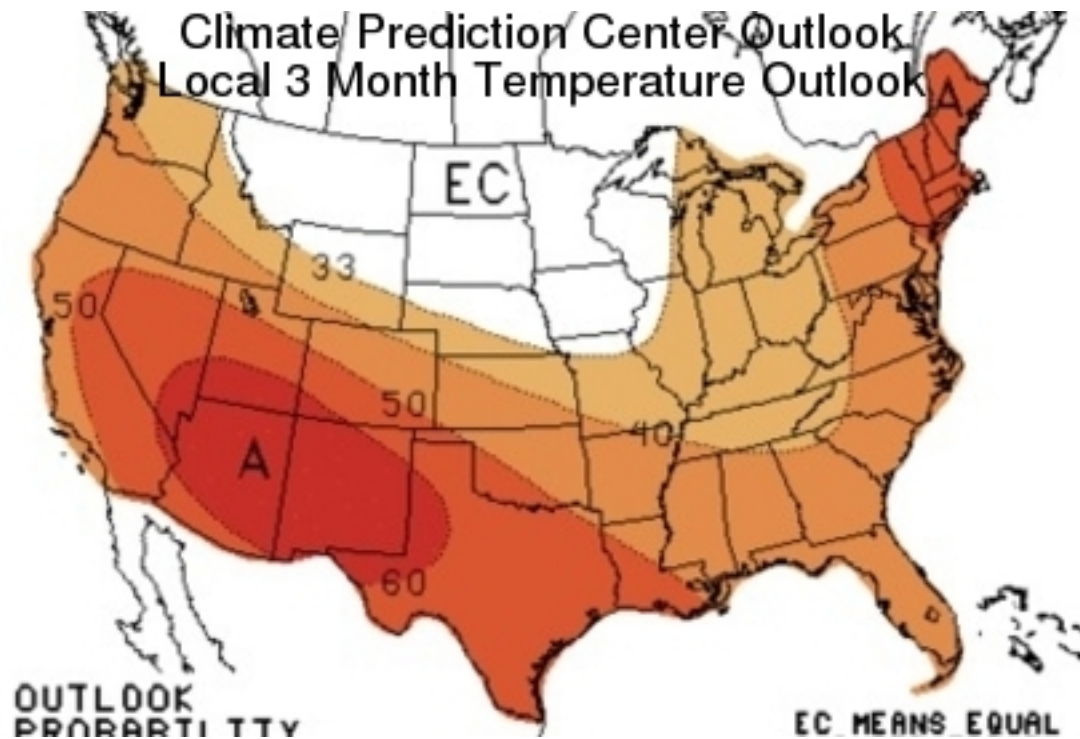 Climate Prediction Center Outlook
Local 3 Month Temperature Outlook
A
EC
33
50
50
40
A
60
OUTLOOK
PROBABILITY
EC MEANS EQUAL